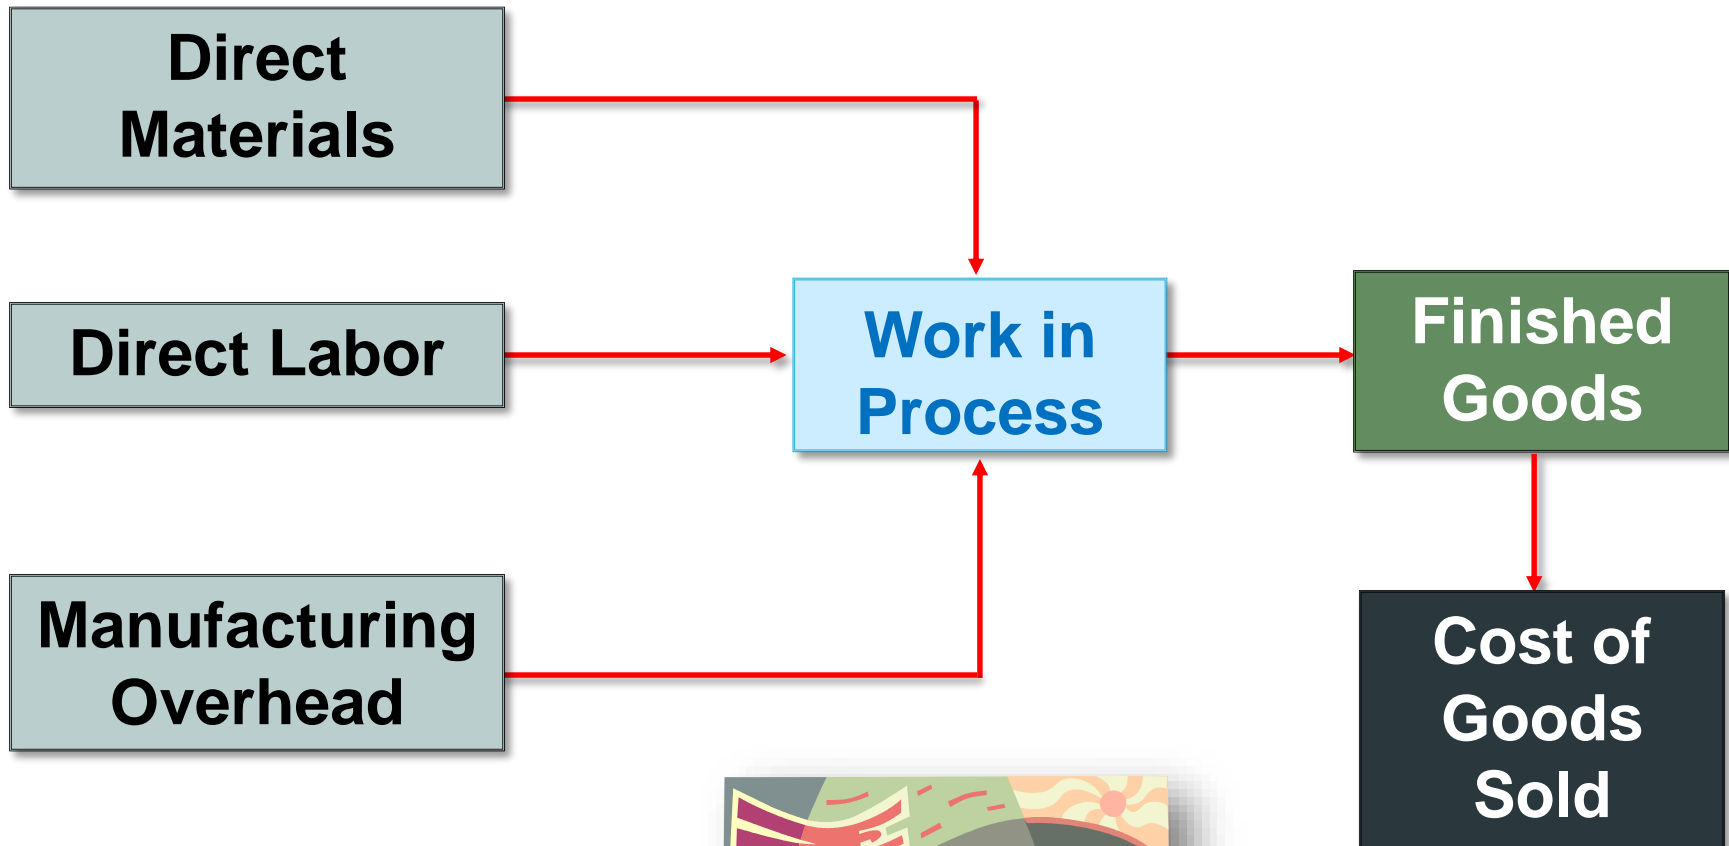 Direct
Materials
Direct Labor
Manufacturing
Overhead
Work in
Process
Finished
Goods
Cost of
Goods
Sold